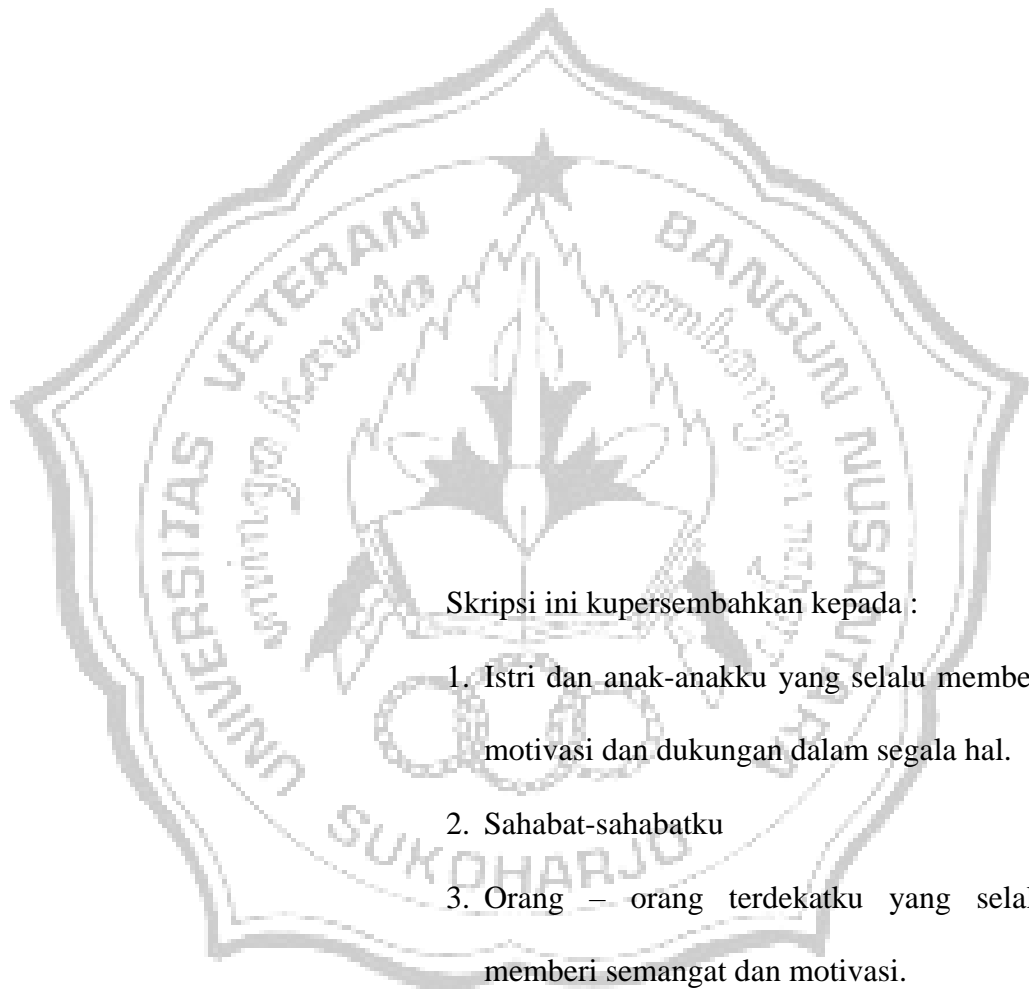 UNIVERSITAS VETERAN BANGUN NUSANTARA
SUKOHARJO
Skripsi ini kupersembahkan kepada :
1. Istri dan anak-anakku yang selalu membe
motivasi dan dukungan dalam segala hal.
2. Sahabat-sahabatku
3. Orang – orang terdekatku yang selal
memberi semangat dan motivasi.